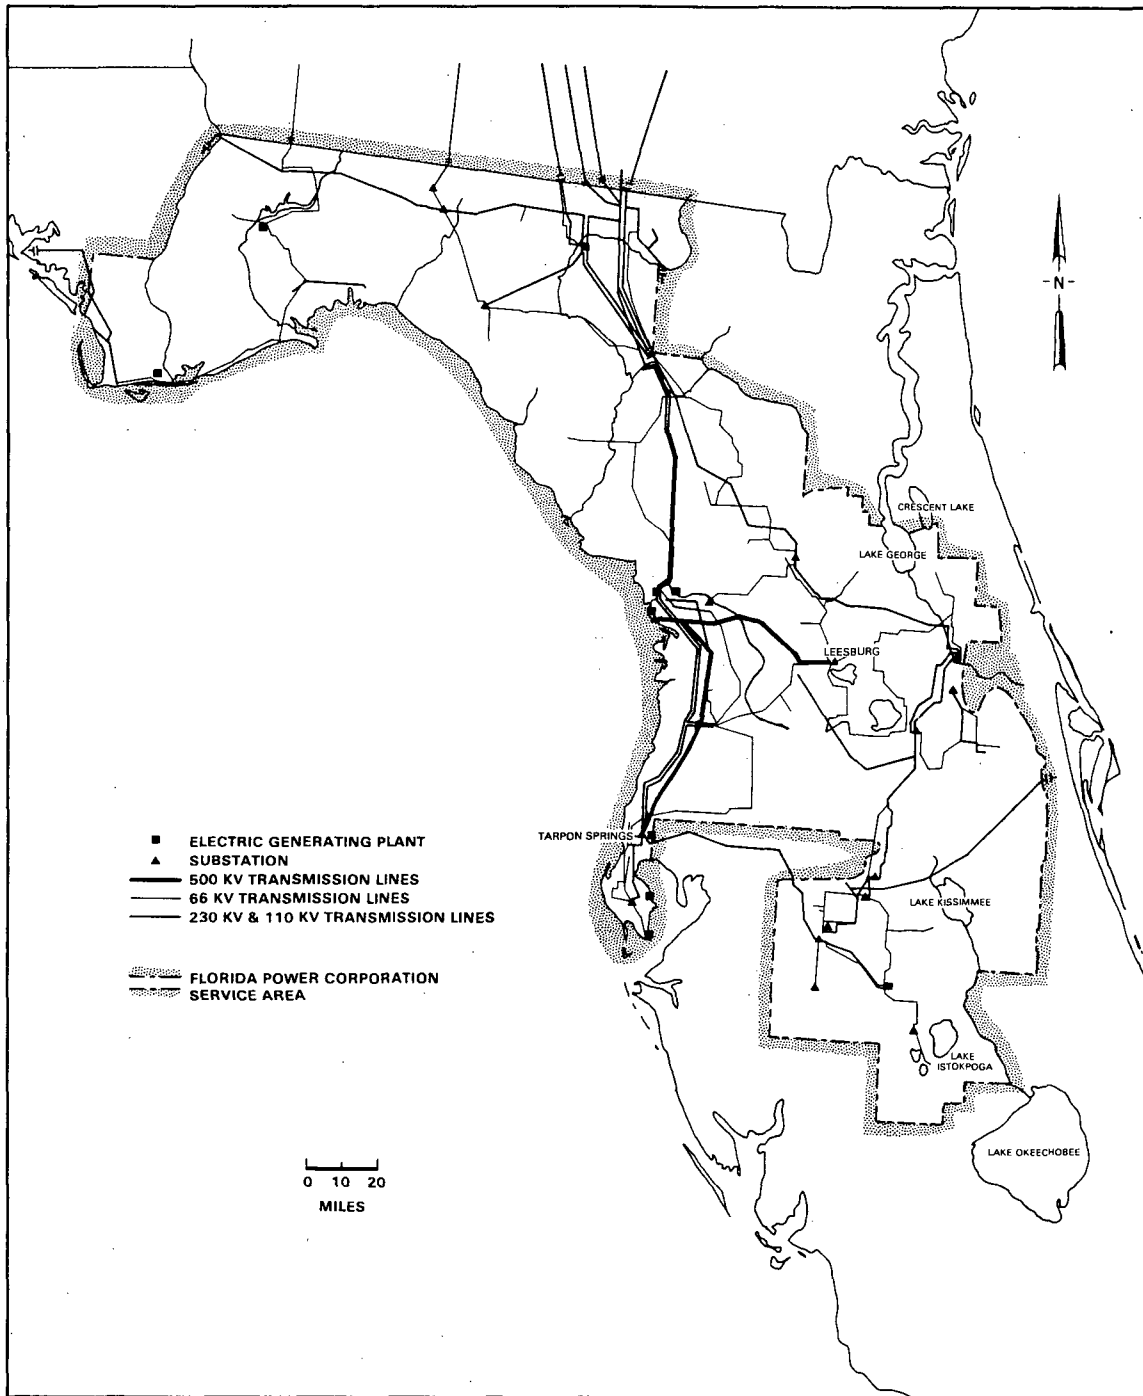 -N-
CRESCENT LAKE
LAKE GEORGE
LEESBURG
TARPON SPRINGS
ELECTRIC GENERATING PLANT
SUBSTATION
500 KV TRANSMISSION LINES
66 KV TRANSMISSION LINES
230 KV & 110 KV TRANSMISSION LINES
LAKE KISSIMMEE
FLORIDA POWER CORPORATION
SERVICE AREA
LAKE
ISTOKPOGA
LAKE OKEECHOBEE
0 10 20
MILES